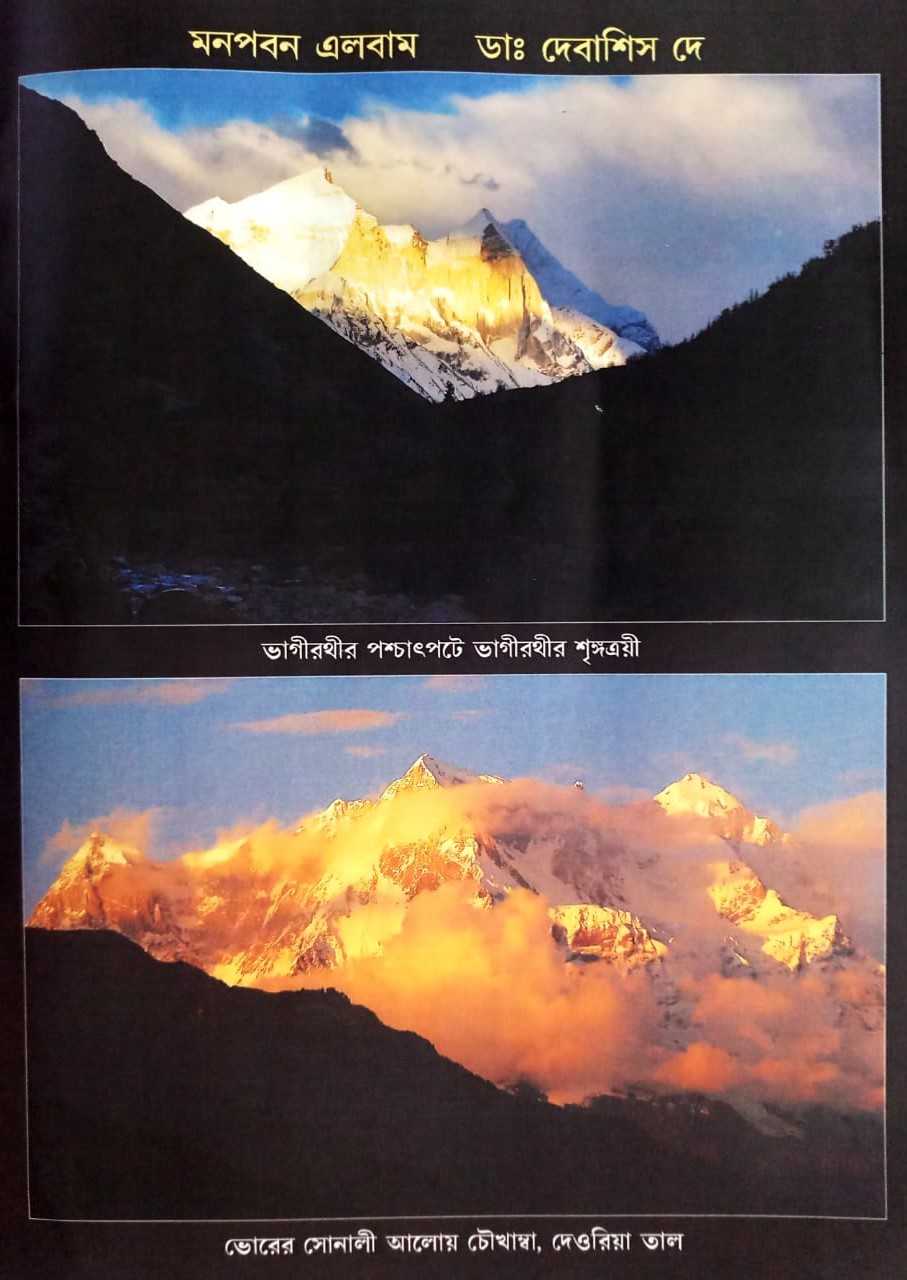 মনপবন এলবাম ডাঃ দেবাশিস দে
ভাগীরথীর পশ্চাৎপটে ভাগীরথীর শৃঙ্গত্রয়ী
ভোরের সোনালী আলোয় চৌখাম্বা, দেওরিয়া তাল